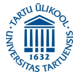 TARTU ÜLIKOOL
1632
UNIVERSITAS TARTUENSIS